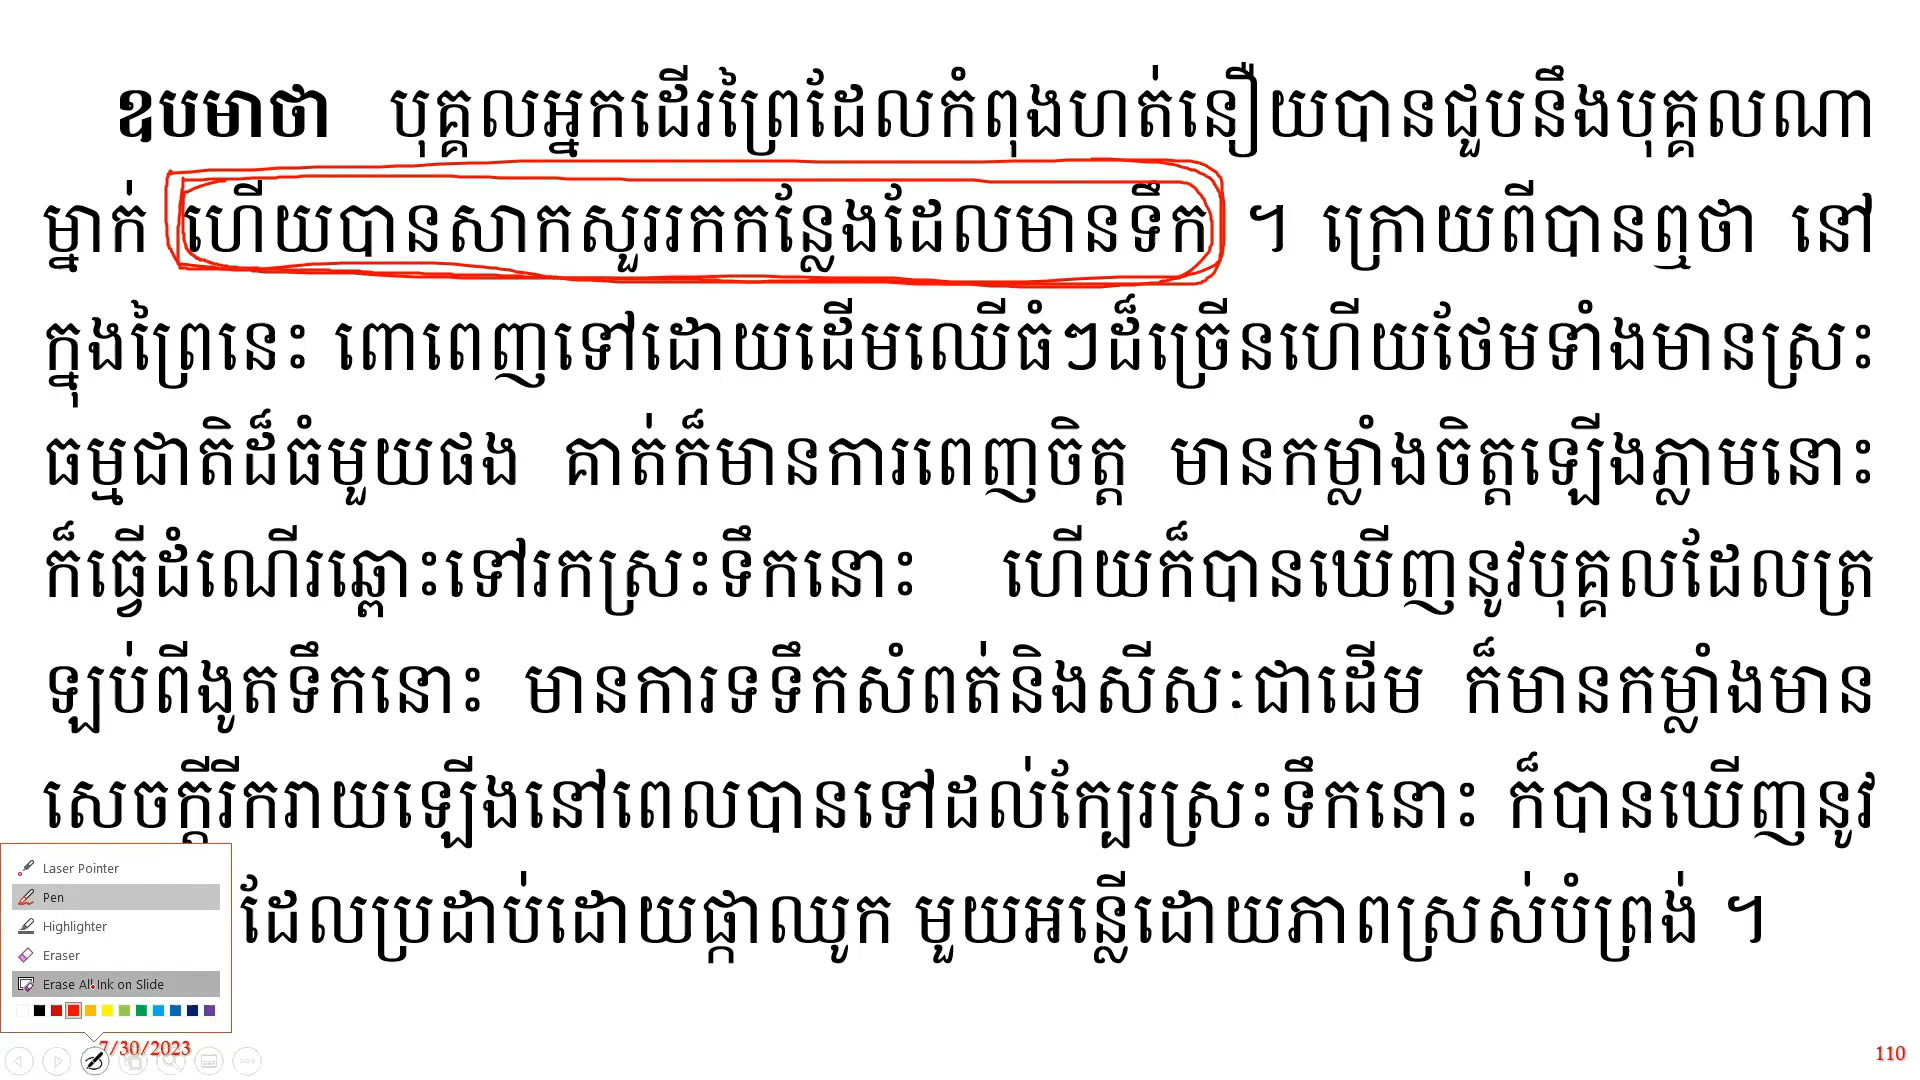 ឧបមាថា បុគ្គលអ្នកដើរព្រៃដែលកំពុងហត់នឿយបានជួបនឹងបុគ្គលណា
ម្នាក់ ហើយបានសាកសួររកកន្លែងដែលមានទឹក ។ ក្រោយពីបានឮថា នៅ
ក្នុងព្រៃនេះ ពោពេញទៅដោយដើមឈើធំៗដ៏ច្រើនហើយថែមទាំងមានស្រះ
ធម្មជាតិដ៏ធំមួយផង គាត់ក៏មានការពេញចិត្ត មានកម្លាំងចិត្តឡើងភ្លាមនោះ
ក៏ធ្វើដំណើរឆ្ពោះទៅរកស្រះទឹកនោះ ហើយក៏បានឃើញនូវបុគ្គលដែលត្រ
ឡប់ពីងូតទឹកនោះ មានការទទឹកសំពត់និងសីសៈជាដើម ក៏មានកម្លាំងមាន
សេចក្តីរីករាយឡើងនៅពេលបានទៅដល់ក្បែរស្រះទឹកនោះ ក៏បានឃើញនូវ
ដែលប្រដាប់ដោយផ្កាឈូក មួយអន្លើដោយភាពស្រស់បំព្រង់ ។
Laser Pointer
Pen
Highlighter
Eraser
Erase All Ink on Slide
7/30/2023
110